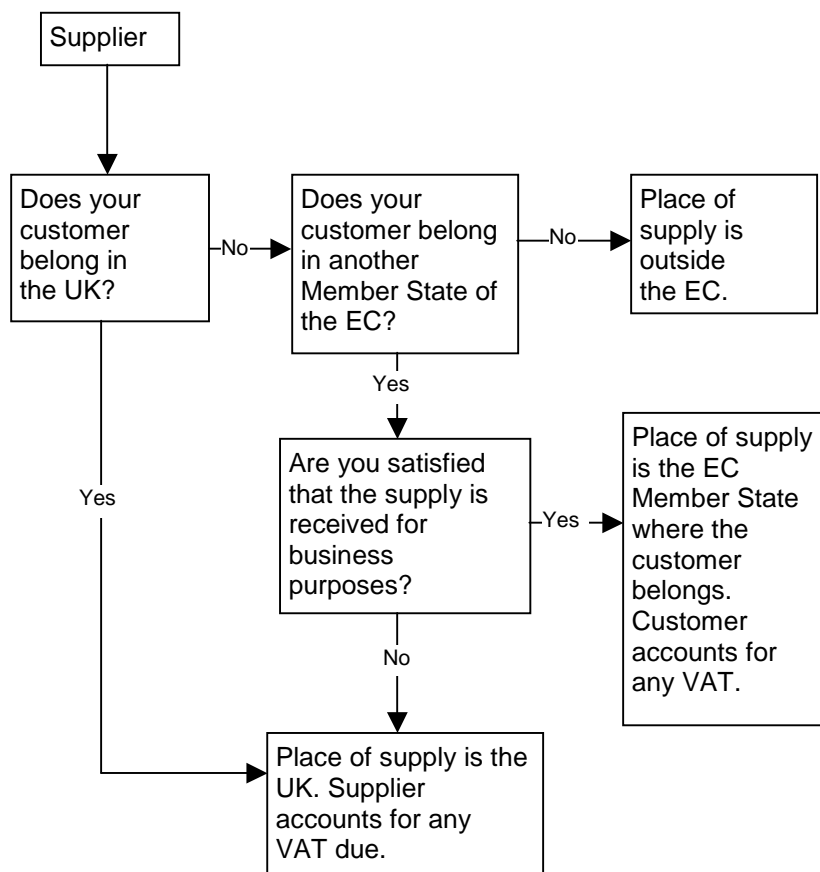 Supplier
Does your
customer
belong in
the UK?
No
Does your
customer belong
in another
Member State of
the EC?
No
Place of
supply is
outside
the EC.
Yes
Yes
Are you satisfied
that the supply is
received for
business
purposes?
Yes
Place of supply
is the EC
Member State
where the
customer
belongs.
Customer
accounts for
any VAT.
No
Place of supply is the
UK. Supplier
accounts for any
VAT due.